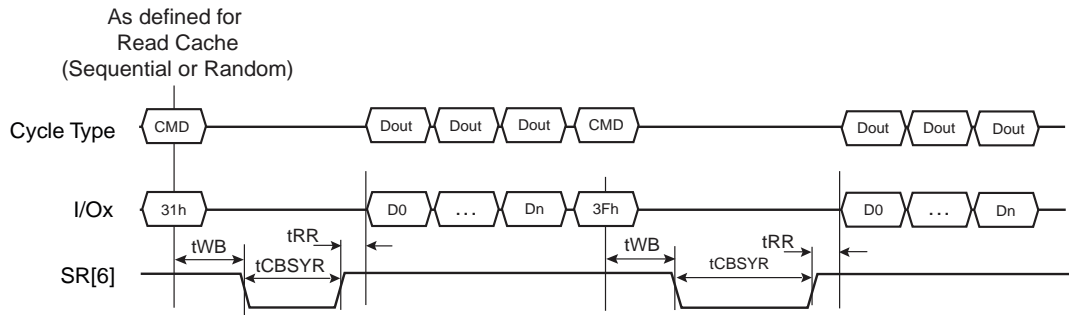 As defined for
Read Cache
(Sequential or Random)
Cycle Type CMD Dout Dout Dout CMD Dout Dout Dout
I/Ox 31h D0 ... Dn 3Fh D0 ... Dn
tWB tRR tWB tRR
tCBSYR tCBSYR
SR[6]